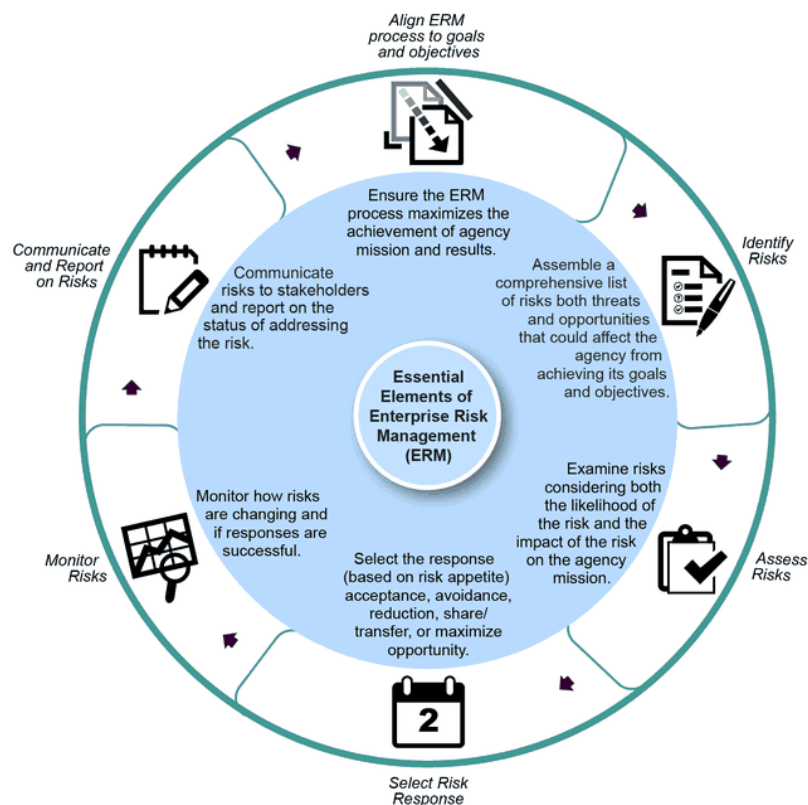 Align ERM
process to goals
and objectives
Ensure the ERM
process maximizes the
achievement of agency
mission and results.
Identify
Risks
Assemble a
comprehensive list
of risks both threats
and opportunities
that could affect the
agency from
achieving its goals
and objectives.
Assess
Risks
Examine risks
considering both
the likelihood of
the risk and the
impact of the risk
on the agency
mission.
Select Risk
Response
Select the response
(based on risk appetite)
acceptance, avoidance,
reduction, share/
transfer, or maximize
opportunity.
2
Monitor
Risks
Monitor how risks
are changing and
if responses are
successful.
Communicate
and Report
on Risks
Communicate
risks to stakeholders
and report on the
status of addressing
the risk.
Essential
Elements of
Enterprise Risk
Management
(ERM)